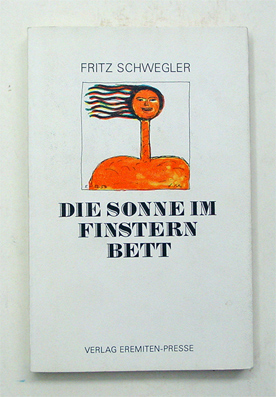 FRITZ SCHWEGLER
DIE SONNE IM
FINSTERN
BETT
VERLAG EREMITEN-PRESSE